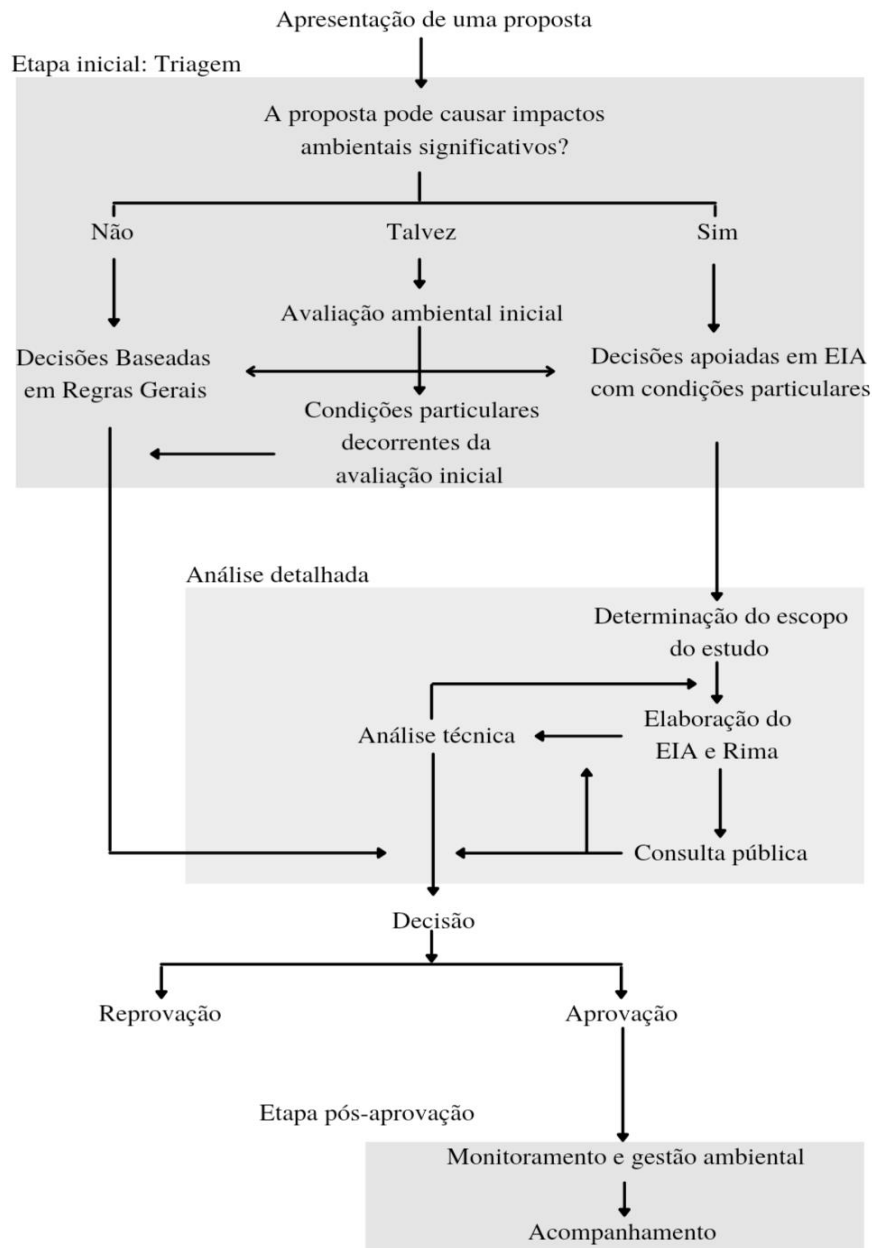 Apresentação de uma proposta
Etapa inicial: Triagem
A proposta pode causar impactos
ambientais significativos?
Não
Talvez
Sim
Avaliação ambiental inicial
Decisões Baseadas
em Regras Gerais
Decisões apoiadas em EIA
com condições particulares
Condições particulares
decorrentes da
avaliação inicial
Análise detalhada
Determinação do escopo
do estudo
Análise técnica
Elaboração do
EIA e Rima
Consulta pública
Decisão
Reprovação
Aprovação
Etapa pós-aprovação
Monitoramento e gestão ambiental
Acompanhamento